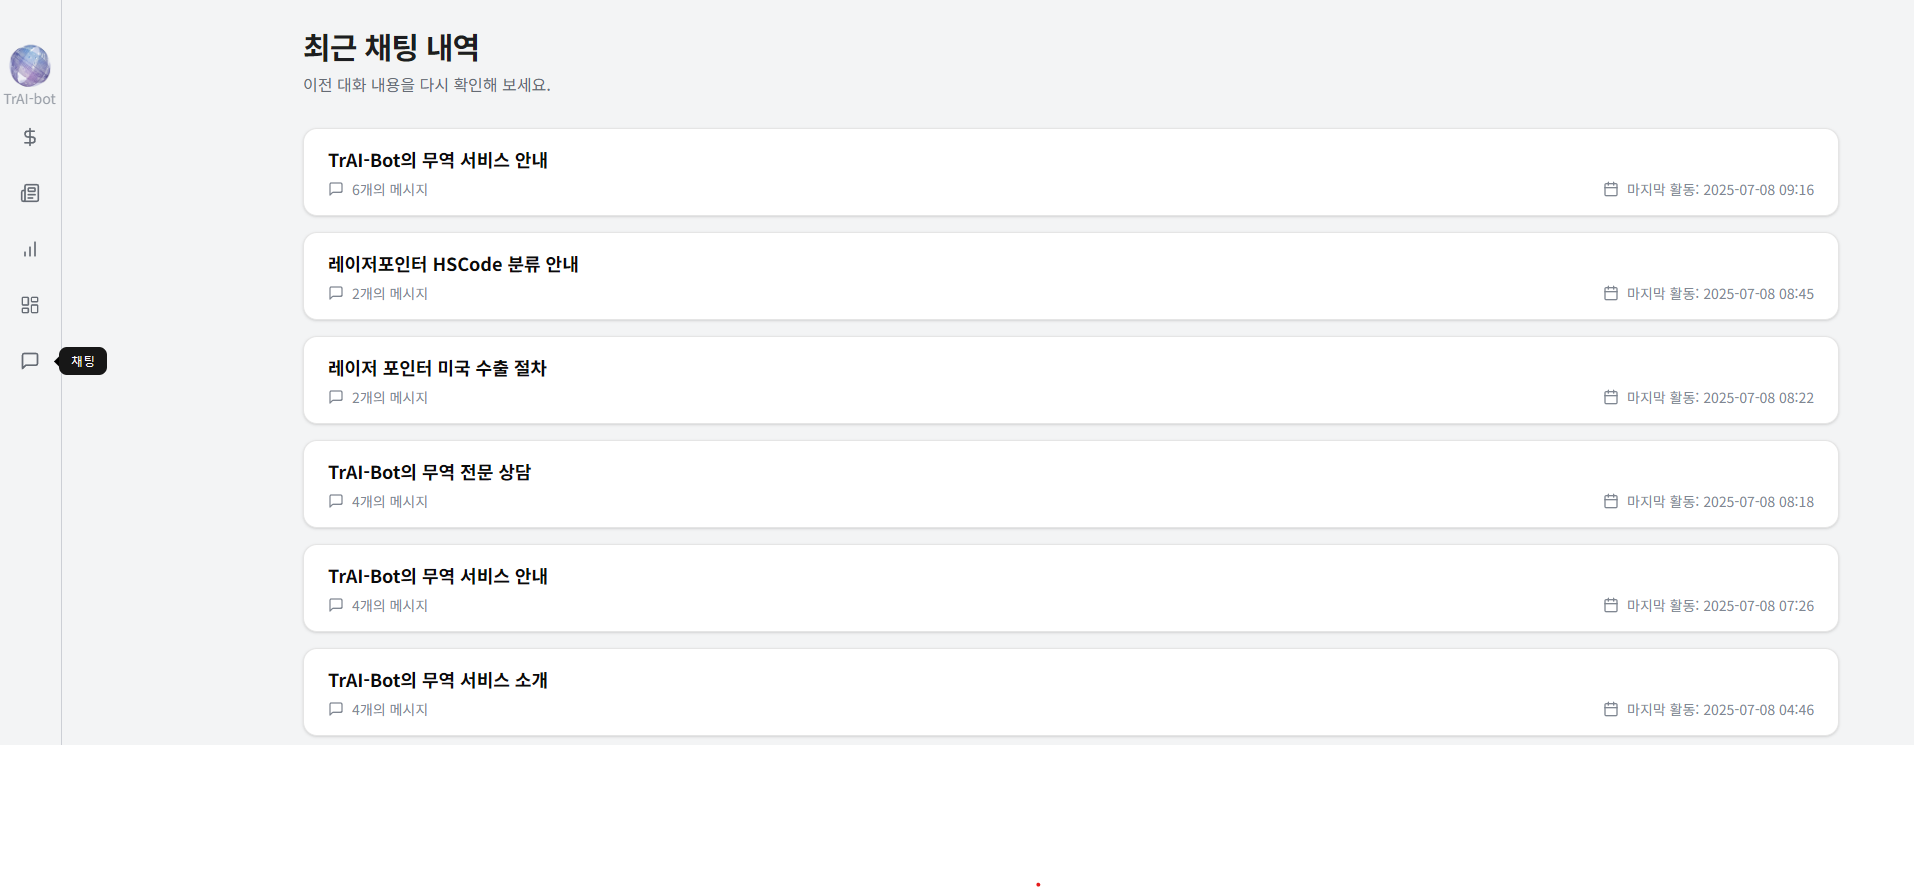 TrAI-bot
채팅
최근 채팅 내역
이전 대화 내용을 다시 확인해 보세요.
TrAI-Bot의 무역 서비스 안내
6개의 메시지
마지막 활동: 2025-07-08 09:16
레이저포인터 HSCode 분류 안내
2개의 메시지
마지막 활동: 2025-07-08 08:45
레이저 포인터 미국 수출 절차
2개의 메시지
마지막 활동: 2025-07-08 08:22
TrAI-Bot의 무역 전문 상담
4개의 메시지
마지막 활동: 2025-07-08 08:18
TrAI-Bot의 무역 서비스 안내
4개의 메시지
마지막 활동: 2025-07-08 07:26
TrAI-Bot의 무역 서비스 소개
4개의 메시지
마지막 활동: 2025-07-08 04:46